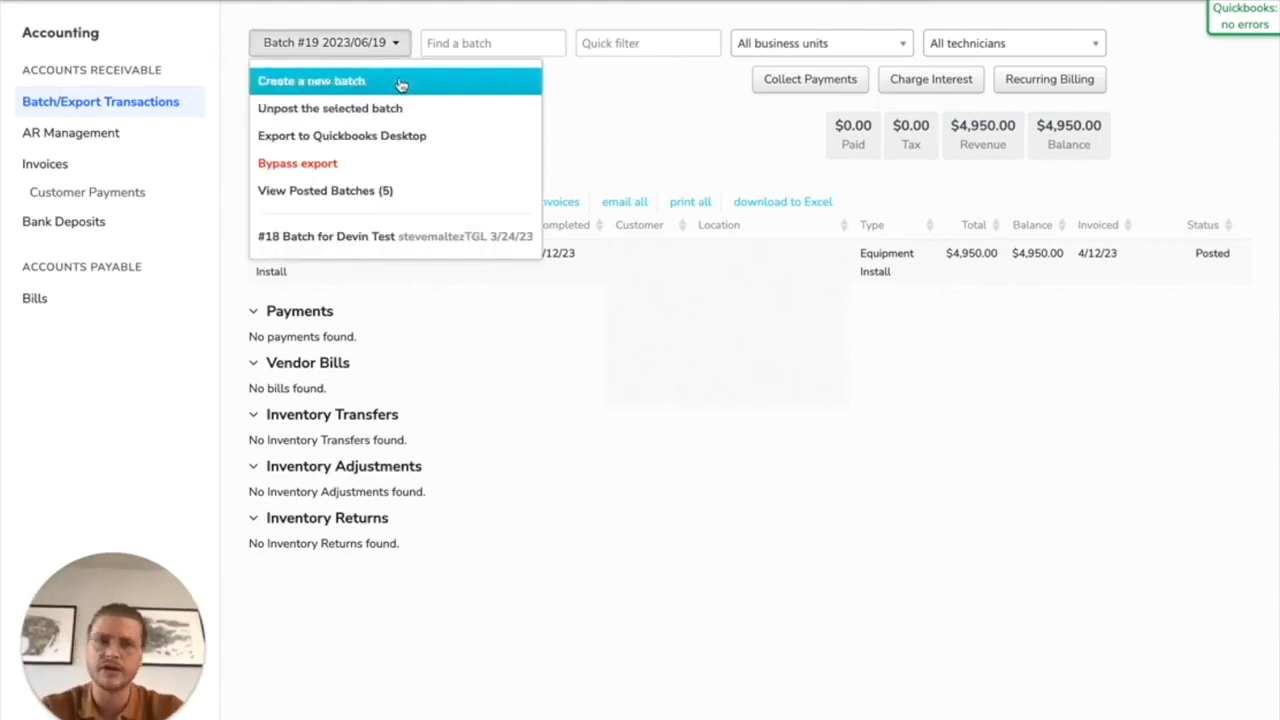 Quickbooks:
no errors
Accounting
ACCOUNTS RECEIVABLE
Batch/Export Transactions
AR Management
Invoices
Customer Payments
Bank Deposits
ACCOUNTS PAYABLE
Bills
Batch #19 2023/06/19
Find a batch
Quick filter
All business units
All technicians
Create a new batch
Unpost the selected batch
Export to Quickbooks Desktop
Bypass export
View Posted Batches (5)
#18 Batch for Devin Test stevemaltezTGL 3/24/23
Collect Payments
Charge Interest
Recurring Billing
$0.00 $0.00 $4,950.00 $4,950.00
Paid Tax Revenue Balance
nvoices email all print all download to Excel
ompleted Customer Location Type Total Balance Invoiced Status
/12/23 Equipment $4,950.00 $4,950.00 4/12/23 Posted
Install Install
Payments
No payments found.
Vendor Bills
No bills found.
Inventory Transfers
No Inventory Transfers found.
Inventory Adjustments
No Inventory Adjustments found.
Inventory Returns
No Inventory Returns found.